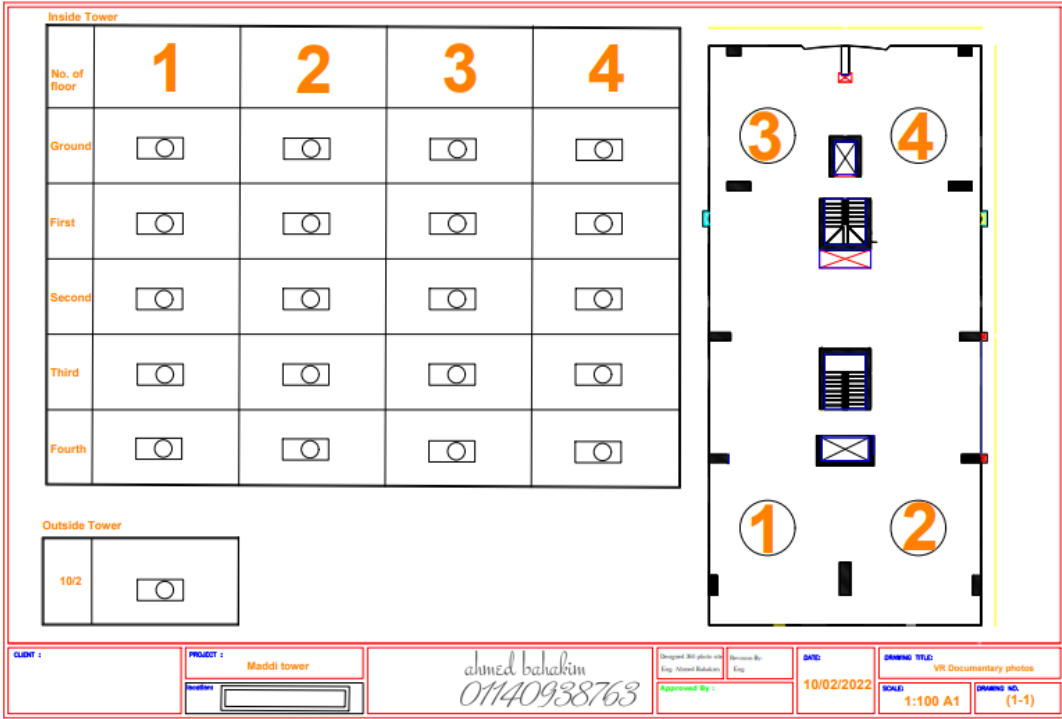 Inside Tower
No. of
floor
1 2 3 4
Ground
First
Second
Third
Fourth
Outside Tower
10/2
3 4
1 2
CLIENT :
PROJECT :
Maddi tower
location:
ahmed bahakim
01140938763
Designed 360 photo site
Eng. Ahmed Bahakim
Revision By:
Eng.
Approved By :
DATE:
10/02/2022
DRAWING TITLE:
VR Documentary photos
SCALE:
1:100 A1
DRAWING NO.
(1-1)